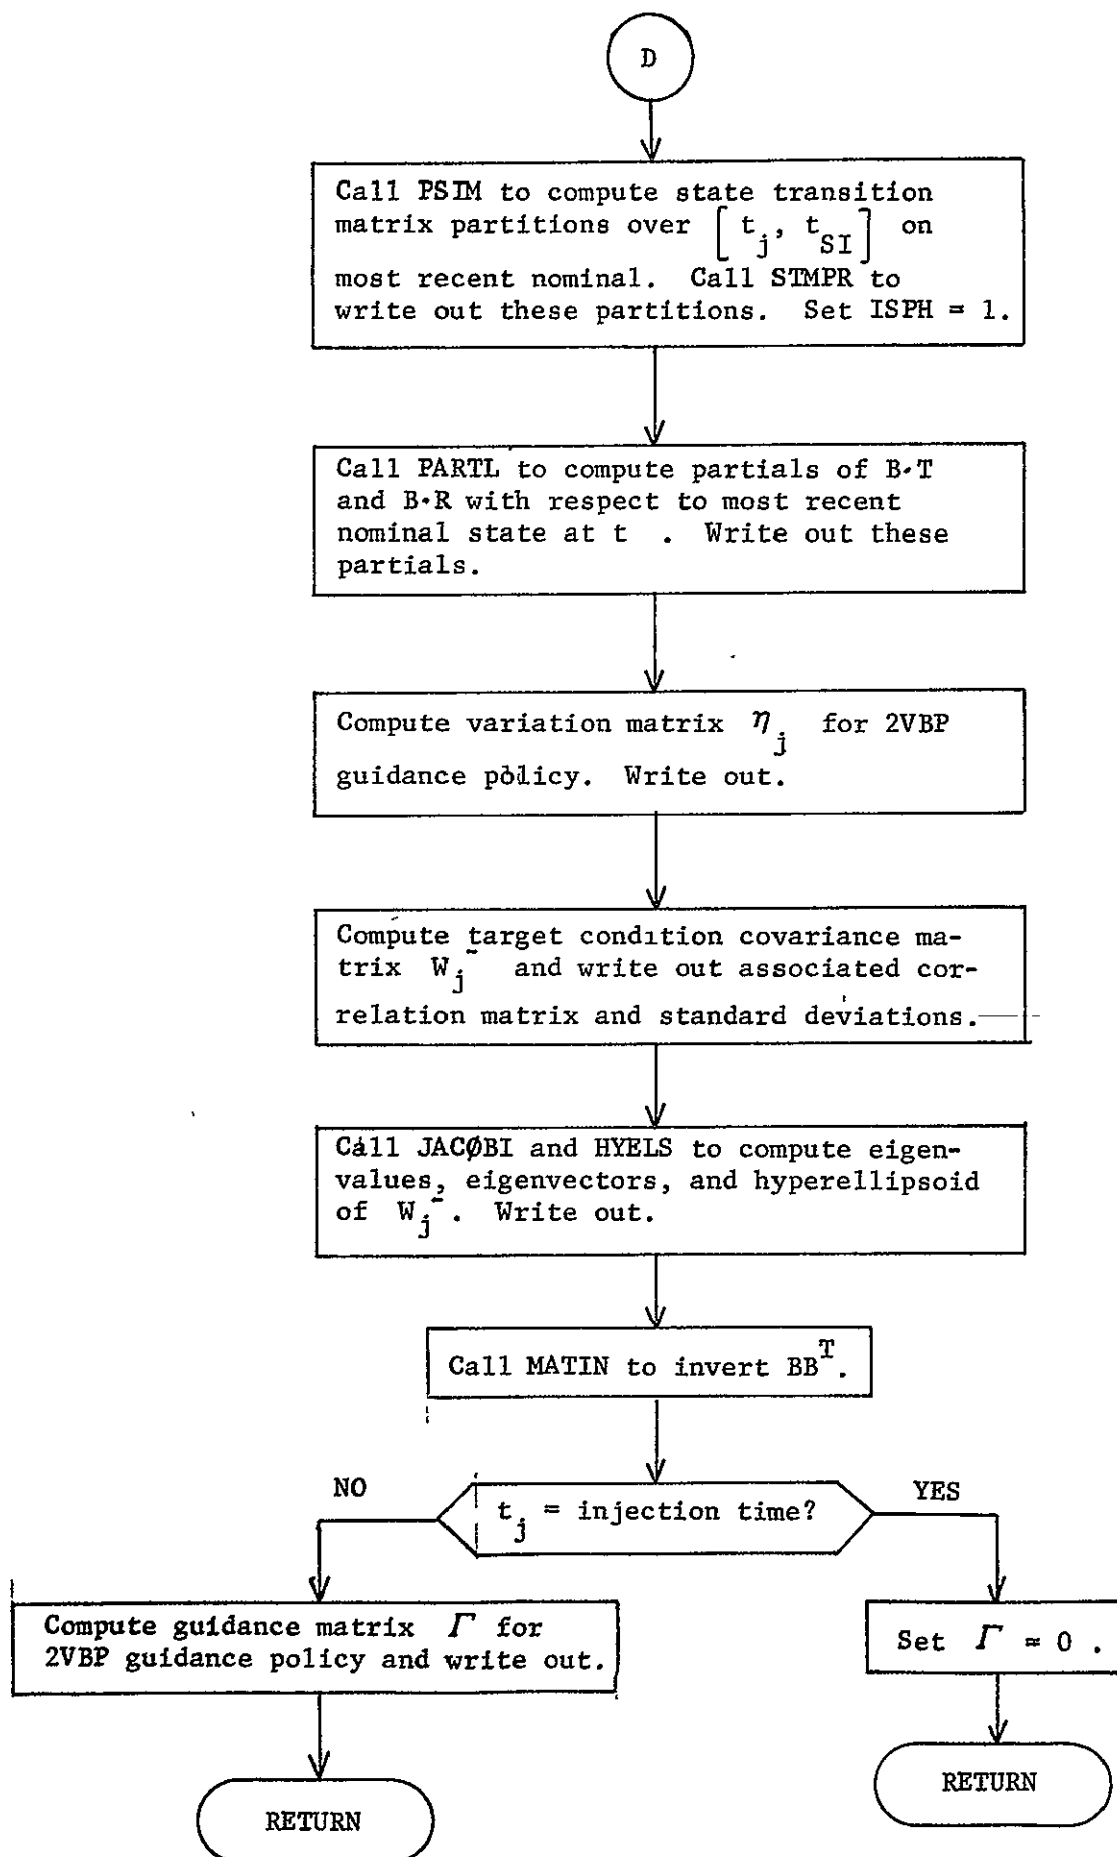 D
Call PSIM to compute state transition
matrix partitions over [ t_j, t_SI ] on
most recent nominal. Call STMPR to
write out these partitions. Set ISPH = 1.
Call PARTL to compute partials of B·T
and B·R with respect to most recent
nominal state at t . Write out these
partials.
Compute variation matrix η_j for 2VBP
guidance policy. Write out.
Compute target condition covariance ma-
trix W_j^- and write out associated cor-
relation matrix and standard deviations.
Call JACØBI and HYELS to compute eigen-
values, eigenvectors, and hyperellipsoid
of W_j^-. Write out.
Call MATIN to invert BB^T.
NO
t_j = injection time?
YES
Compute guidance matrix Γ for
2VBP guidance policy and write out.
Set Γ = 0 .
RETURN
RETURN